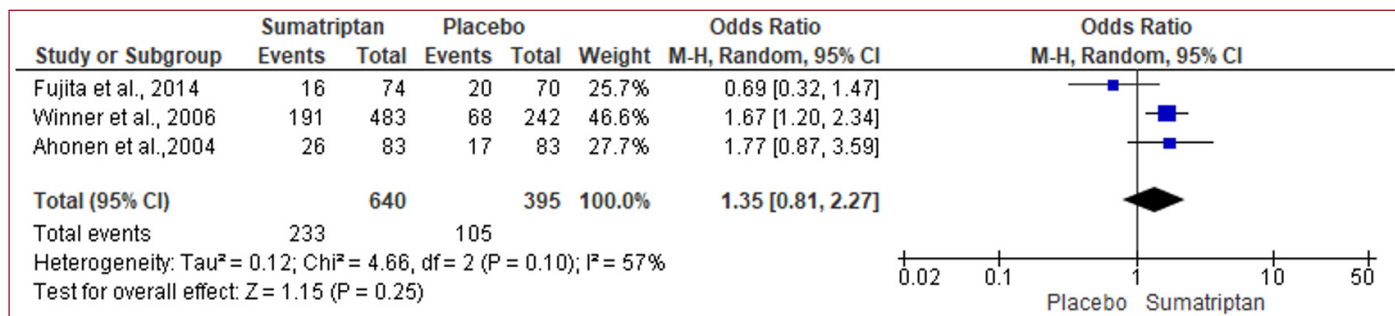 Sumatriptan Placebo Odds Ratio Odds Ratio
Study or Subgroup Events Total Events Total Weight M-H, Random, 95% CI M-H, Random, 95% CI
Fujita et al., 2014 16 74 20 70 25.7% 0.69 [0.32, 1.47]
Winner et al., 2006 191 483 68 242 46.6% 1.67 [1.20, 2.34]
Ahonen et al.,2004 26 83 17 83 27.7% 1.77 [0.87, 3.59]
Total (95% CI) 640 395 100.0% 1.35 [0.81, 2.27]
Total events 233 105
Heterogeneity: Tau² = 0.12; Chi² = 4.66, df = 2 (P = 0.10); I² = 57%
Test for overall effect: Z = 1.15 (P = 0.25)
0.02 0.1 1 10 50
Placebo Sumatriptan